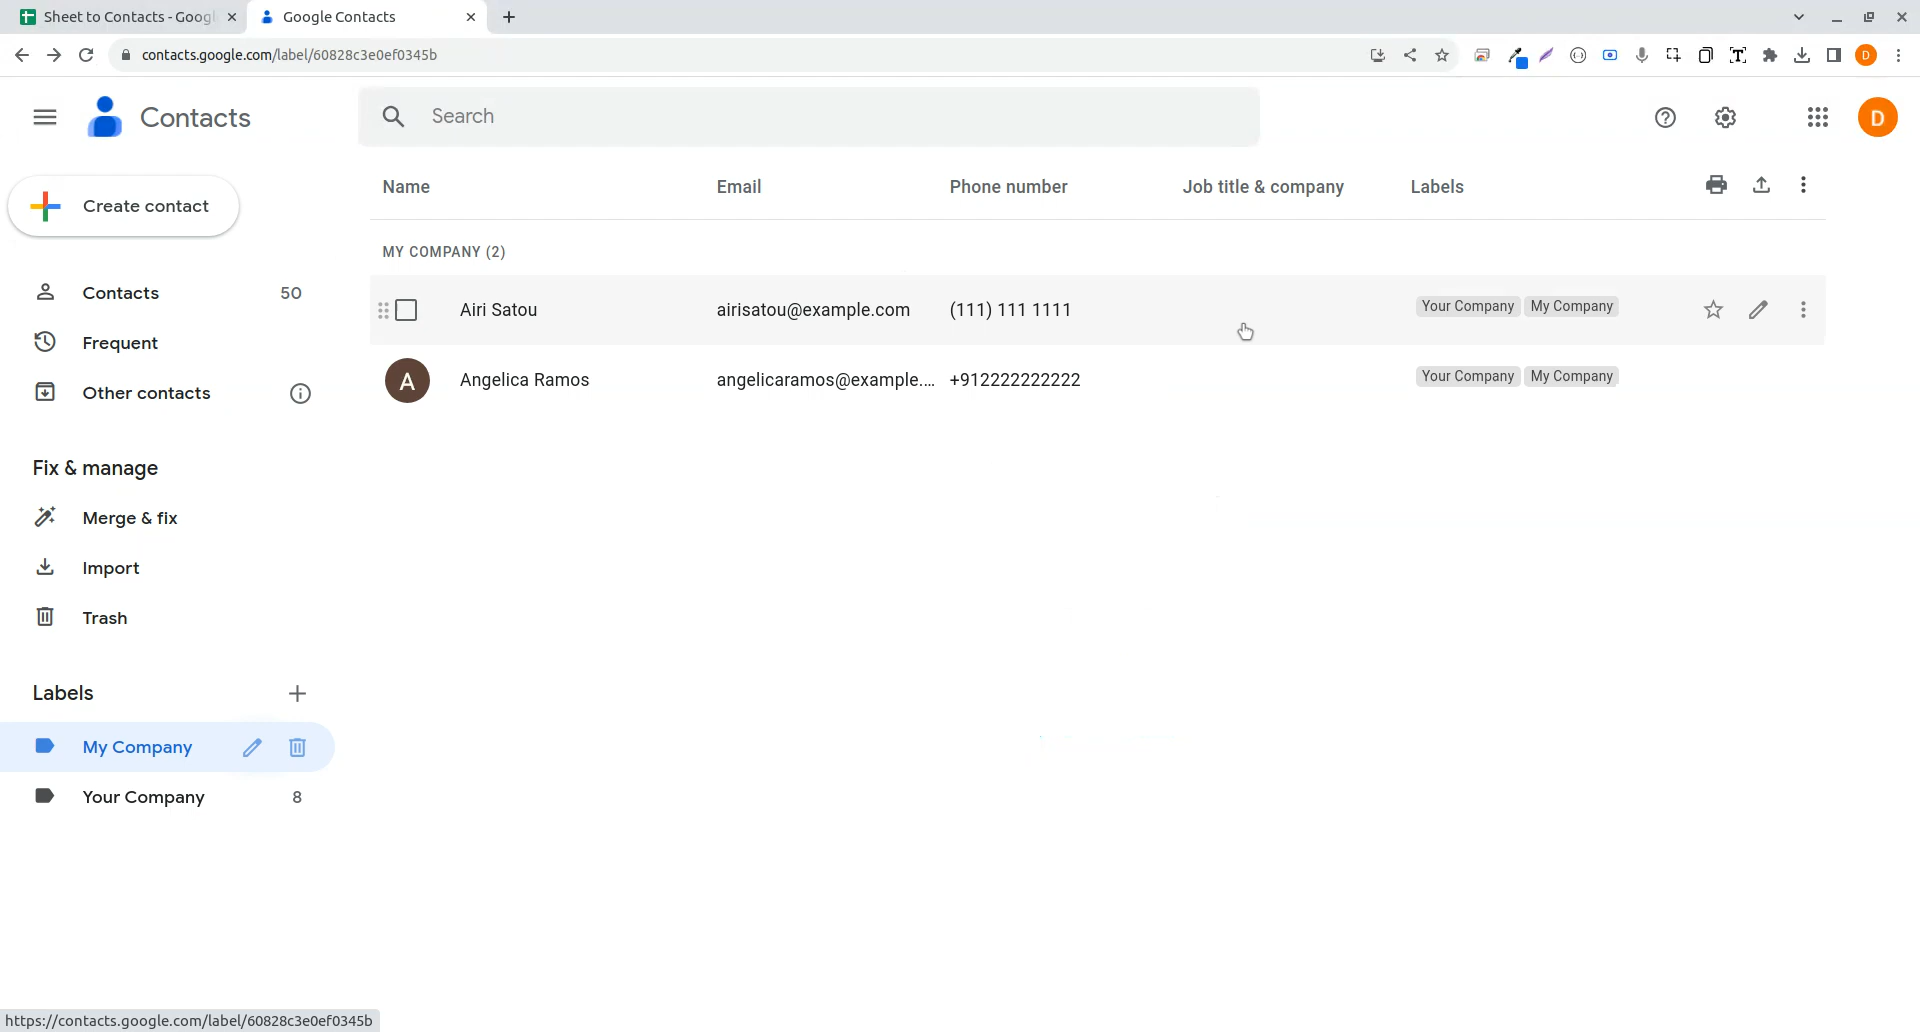 Sheet to Contacts - Googl
Google Contacts
contacts.google.com/label/60828c3e0ef0345b
D
Contacts
Search
D
Create contact
Name Email Phone number Job title & company Labels
MY COMPANY (2)
Airi Satou airisatou@example.com (111) 111 1111 Your Company My Company
A Angelica Ramos angelicaramos@example.... +912222222222 Your Company My Company
Contacts 50
Frequent
Other contacts
Fix & manage
Merge & fix
Import
Trash
Labels
My Company
Your Company 8
https://contacts.google.com/label/60828c3e0ef0345b